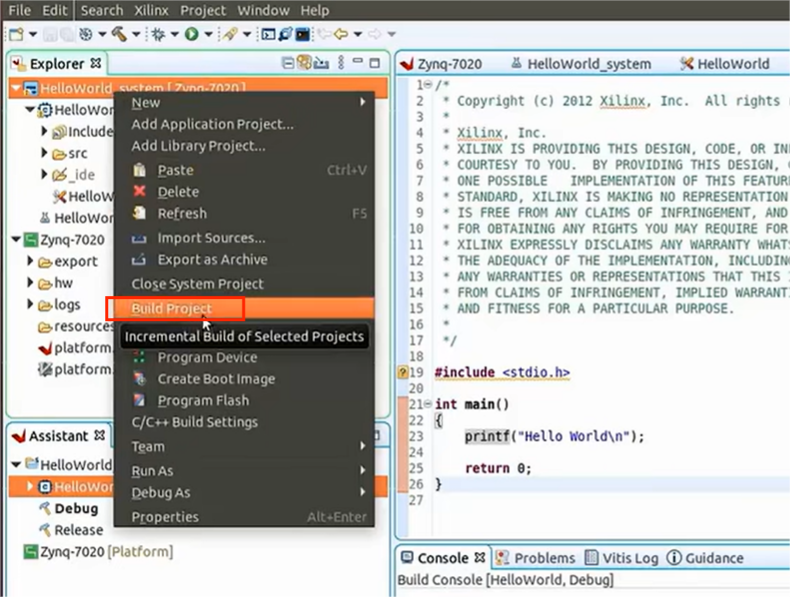 File Edit Search Xilinx Project Window Help
Explorer
HelloWorld_system [ Zynq-7020 ]
HelloWor
Include
src
_ide
HelloW
HelloWor
Zynq-7020
export
hw
logs
resources
platform.
platform.
New
Add Application Project...
Add Library Project...
Paste Ctrl+V
Delete
Refresh F5
Import Sources...
Export as Archive
Close System Project
Build Project
Incremental Build of Selected Projects
Program Device
Create Boot Image
Program Flash
C/C++ Build Settings
Team
Run As
Debug As
Properties Alt+Enter
Assistant
HelloWorld_
HelloWor
Debug
Release
Zynq-7020 [Platform]
Zynq-7020 HelloWorld_system HelloWorld
1 /*
2 * Copyright (c) 2012 Xilinx, Inc. All rights
3 *
4 * Xilinx, Inc.
5 * XILINX IS PROVIDING THIS DESIGN, CODE, OR IN
6 * COURTESY TO YOU. BY PROVIDING THIS DESIGN,
7 * ONE POSSIBLE IMPLEMENTATION OF THIS FEATUR
8 * STANDARD, XILINX IS MAKING NO REPRESENTATION
9 * IS FREE FROM ANY CLAIMS OF INFRINGEMENT, AND
10 * FOR OBTAINING ANY RIGHTS YOU MAY REQUIRE FOR
11 * XILINX EXPRESSLY DISCLAIMS ANY WARRANTY WHAT
12 * THE ADEQUACY OF THE IMPLEMENTATION, INCLUDIN
13 * ANY WARRANTIES OR REPRESENTATIONS THAT THIS
14 * FROM CLAIMS OF INFRINGEMENT, IMPLIED WARRANT
15 * AND FITNESS FOR A PARTICULAR PURPOSE.
16 *
17 */
18
19 #include <stdio.h>
20
21 int main()
22 {
23 printf("Hello World\n");
24
25 return 0;
26 }
27
Console Problems Vitis Log Guidance
Build Console [HelloWorld, Debug]